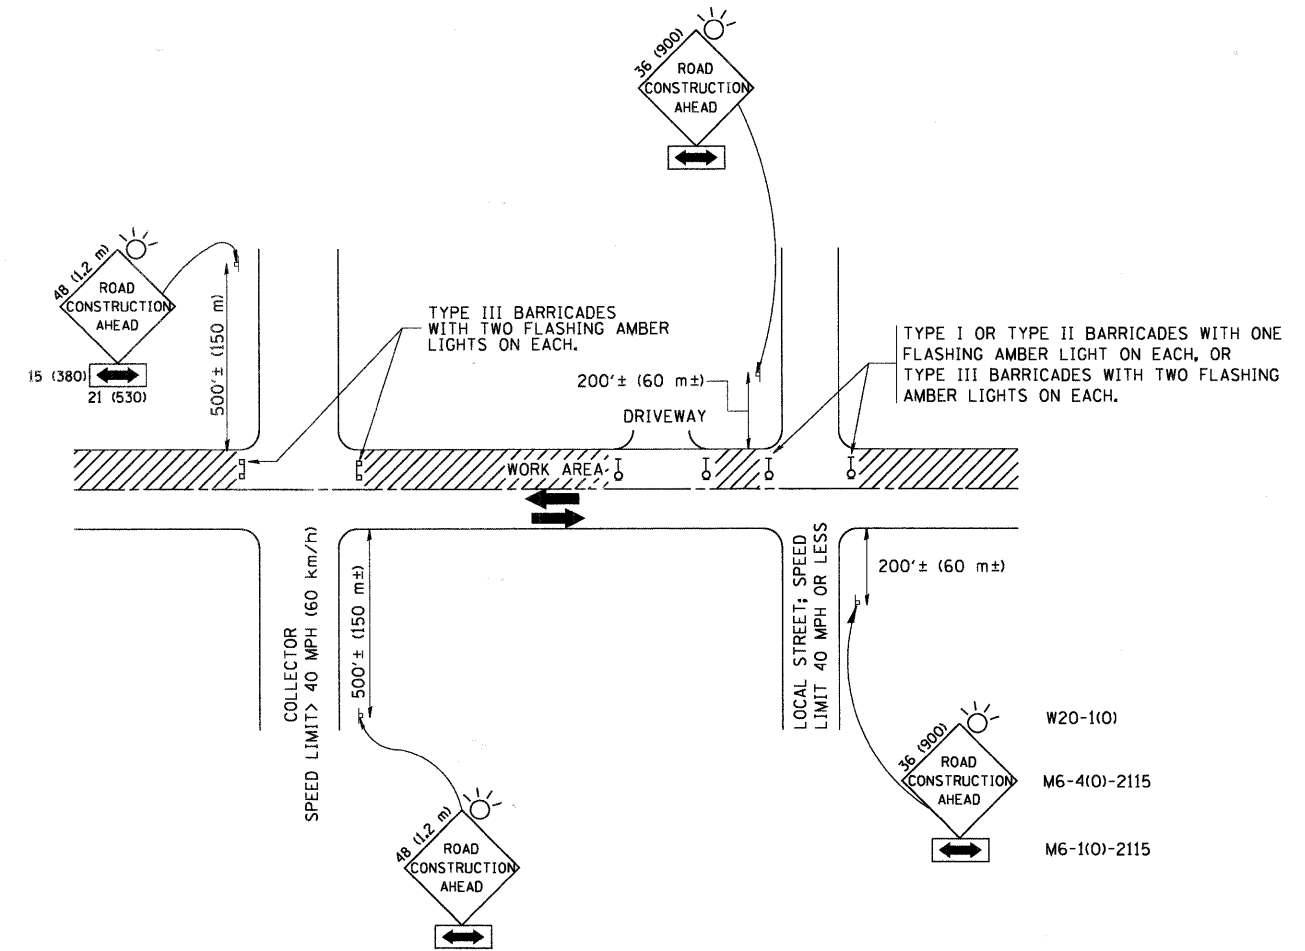 36 (900)
ROAD
CONSTRUCTION
AHEAD
48 (1.2 m)
ROAD
CONSTRUCTION
AHEAD
15 (380)
21 (530)
500'± (150 m)
TYPE III BARRICADES
WITH TWO FLASHING AMBER
LIGHTS ON EACH.
200'± (60 m±)
DRIVEWAY
TYPE I OR TYPE II BARRICADES WITH ONE
FLASHING AMBER LIGHT ON EACH, OR
TYPE III BARRICADES WITH TWO FLASHING
AMBER LIGHTS ON EACH.
WORK AREA
COLLECTOR
SPEED LIMIT> 40 MPH (60 km/h)
500'± (150 m±)
LOCAL STREET; SPEED
LIMIT 40 MPH OR LESS
200'± (60 m±)
36 (900)
ROAD
CONSTRUCTION
AHEAD
W20-1(O)
M6-4(O)-2115
M6-1(O)-2115
48 (1.2 m)
ROAD
CONSTRUCTION
AHEAD